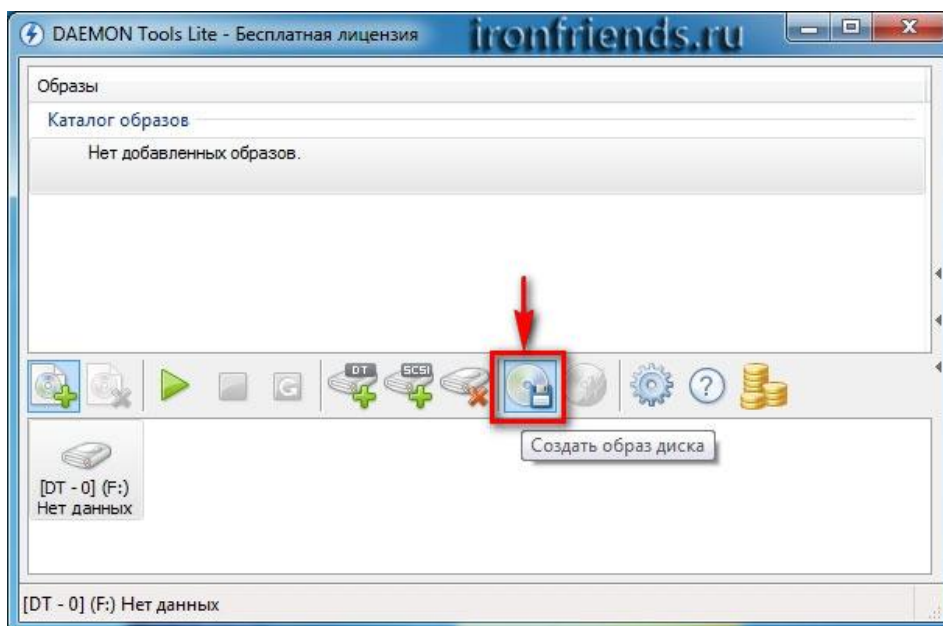 DAEMON Tools Lite - Бесплатная лицензия
ironfriends.ru
Образы
Каталог образов
Нет добавленных образов.
DT
SCSI
G
?
Создать образ диска
[DT - 0] (F:)
Нет данных
[DT - 0] (F:) Нет данных